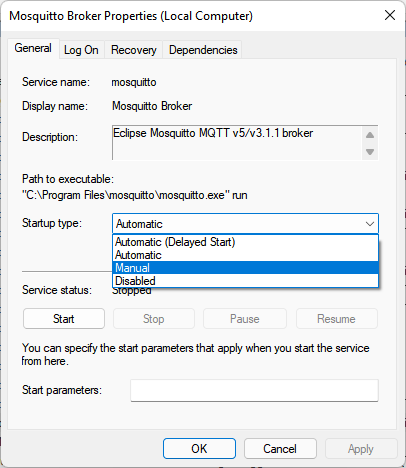 Mosquitto Broker Properties (Local Computer)
General Log On Recovery Dependencies
Service name: mosquitto
Display name: Mosquitto Broker
Description: Eclipse Mosquitto MQTT v5/v3.1.1 broker
Path to executable:
"C:\Program Files\mosquitto\mosquitto.exe" run
Startup type: Automatic
Automatic (Delayed Start)
Automatic
Manual
Disabled
Service status: Stopped
Start Stop Pause Resume
You can specify the start parameters that apply when you start the service
from here.
Start parameters:
OK Cancel Apply